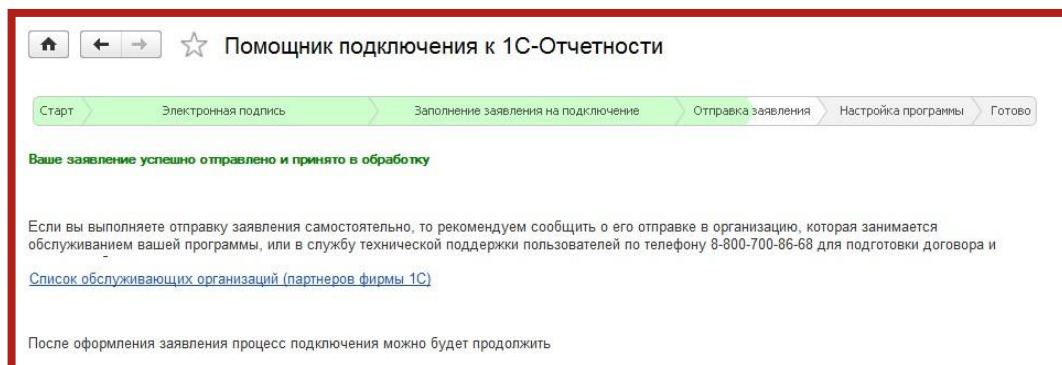 Помощник подключения к 1С-Отчетности
Старт
Электронная подпись
Заполнение заявления на подключение
Отправка заявления
Настройка программы
Готово
Ваше заявление успешно отправлено и принято в обработку
Если вы выполняете отправку заявления самостоятельно, то рекомендуем сообщить о его отправке в организацию, которая занимается
обслуживанием вашей программы, или в службу технической поддержки пользователей по телефону 8-800-700-86-68 для подготовки договора и
Список обслуживающих организаций (партнеров фирмы 1С)
После оформления заявления процесс подключения можно будет продолжить